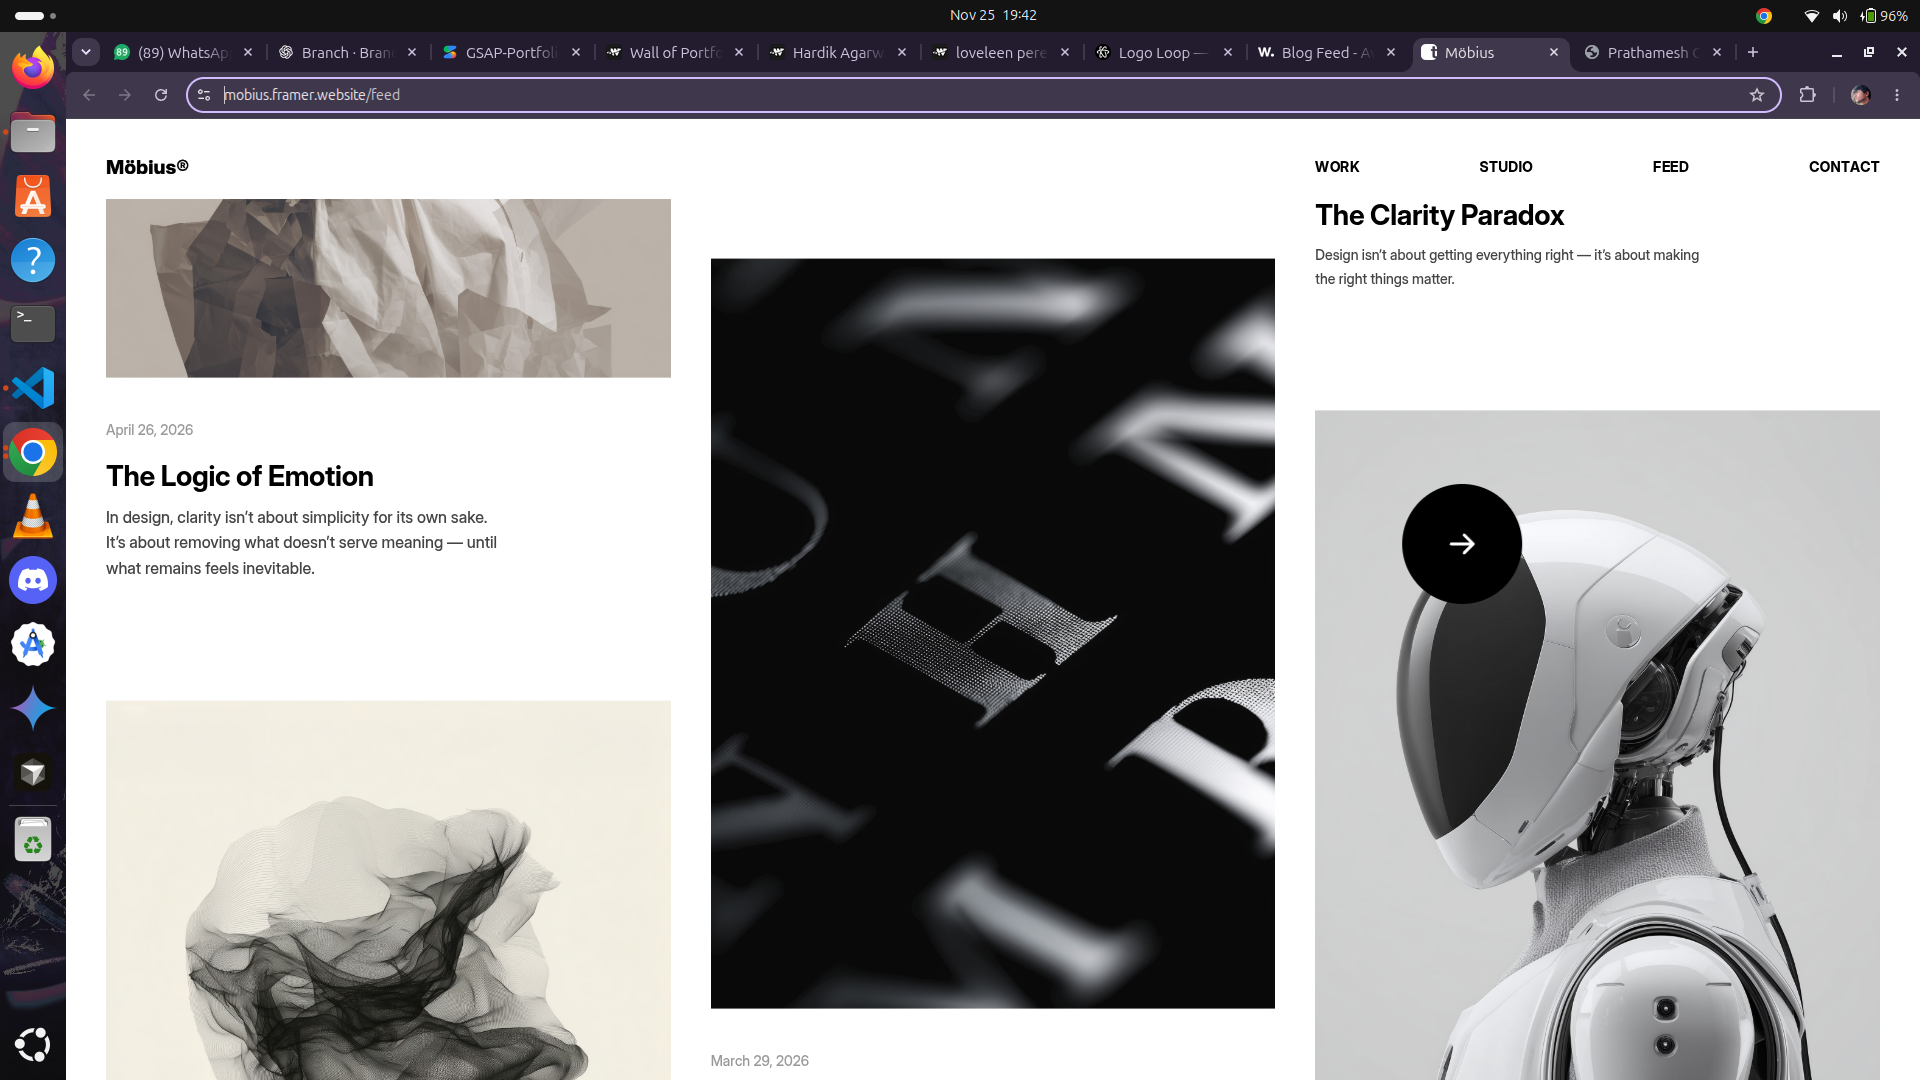 Nov 25 19:42
96%
(89) WhatsAp
Branch · Bran
GSAP-Portfoli
Wall of Portfo
Hardik Agarw
loveleen pere
Logo Loop —
Blog Feed - A
Möbius
Prathamesh C
mobius.framer.website/feed
Möbius®
WORK
STUDIO
FEED
CONTACT
The Clarity Paradox
Design isn’t about getting everything right — it’s about making
the right things matter.
April 26, 2026
The Logic of Emotion
In design, clarity isn’t about simplicity for its own sake.
It’s about removing what doesn’t serve meaning — until
what remains feels inevitable.
H
March 29, 2026